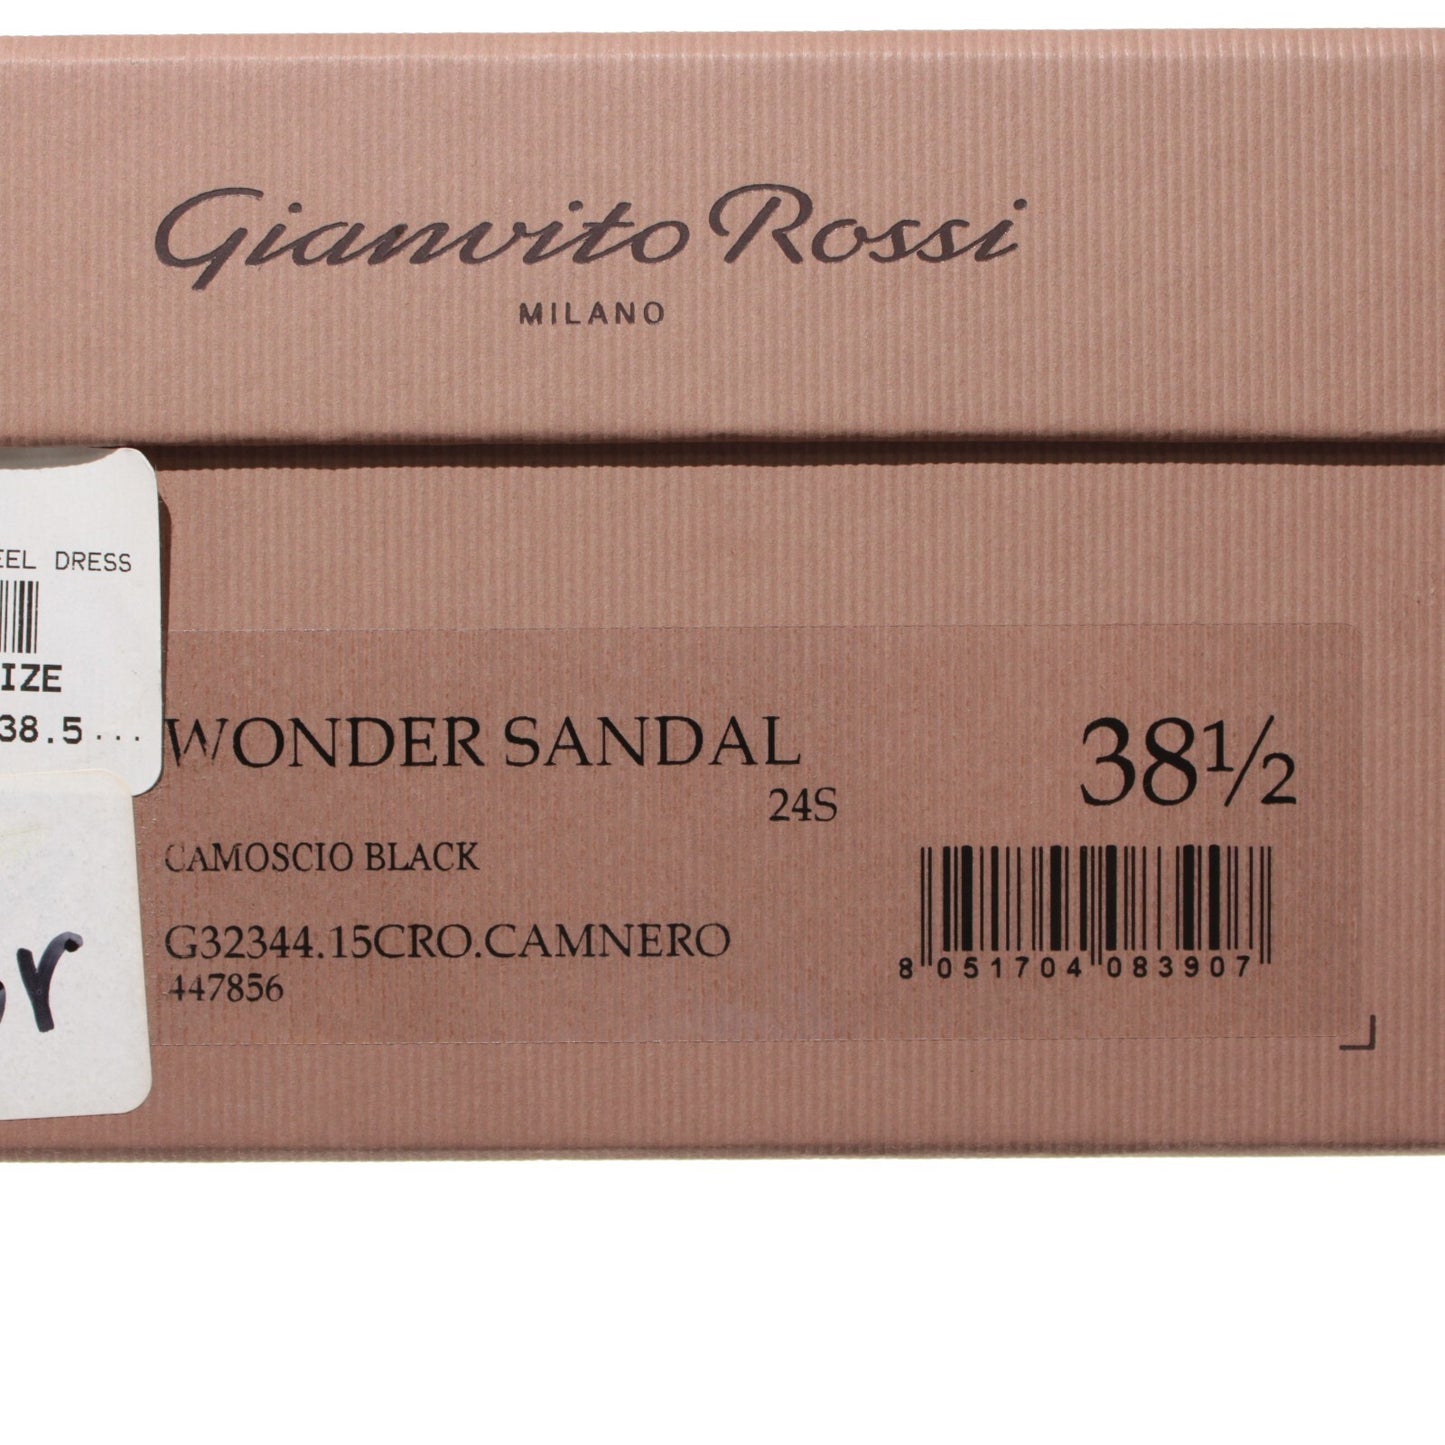 Gianvito Rossi
MILANO
DRESS
38.5...
WONDER SANDAL
38½
24S
CAMOSCIO BLACK
G32344.15CRO.CAMNERO
447856
8 051704 083907